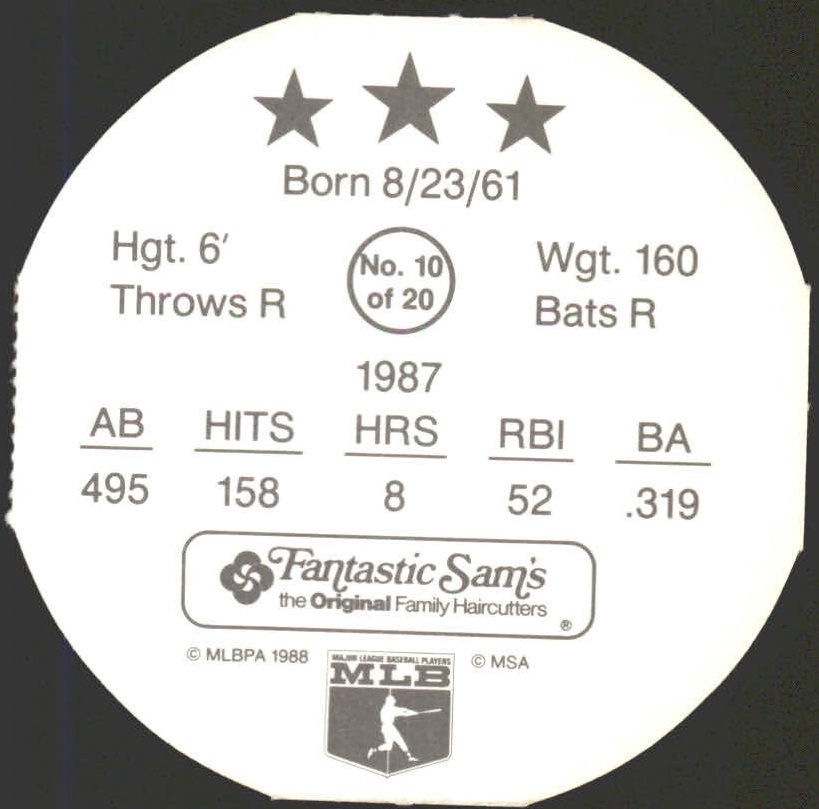 Born 8/23/61
Hgt. 6' No. 10 Wgt. 160
Throws R of 20 Bats R
1987
AB HITS HRS RBI BA
495 158 8 52 .319
Fantastic Sam's
the Original Family Haircutters ®
© MLBPA 1988 MAJOR LEAGUE BASEBALL PLAYERS © MSA
MLB